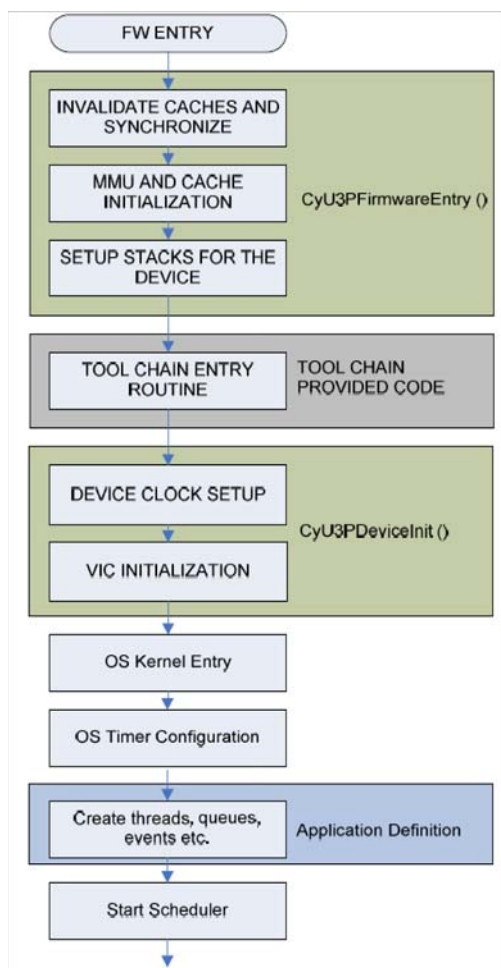 FW ENTRY
INVALIDATE CACHES AND
SYNCHRONIZE
MMU AND CACHE
INITIALIZATION
CyU3PFirmwareEntry ()
SETUP STACKS FOR THE
DEVICE
TOOL CHAIN ENTRY
ROUTINE
TOOL CHAIN
PROVIDED CODE
DEVICE CLOCK SETUP
CyU3PDeviceInit ()
VIC INITIALIZATION
OS Kernel Entry
OS Timer Configuration
Create threads, queues,
events etc.
Application Definition
Start Scheduler